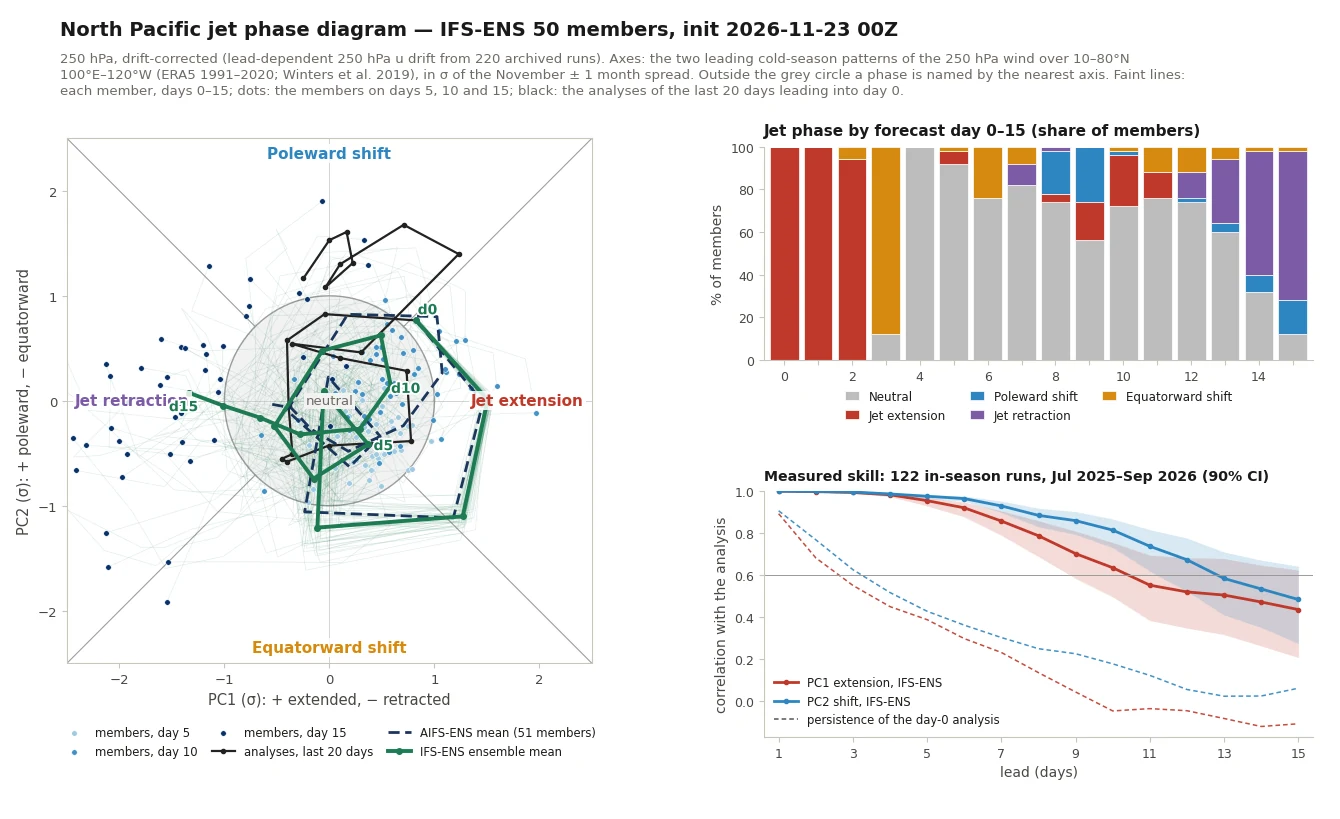 North Pacific jet phase diagram — IFS-ENS 50 members, init 2026-11-23 00Z
250 hPa, drift-corrected (lead-dependent 250 hPa u drift from 220 archived runs). Axes: the two leading cold-season patterns of the 250 hPa wind over 10–80°N
100°E–120°W (ERA5 1991–2020; Winters et al. 2019), in σ of the November ± 1 month spread. Outside the grey circle a phase is named by the nearest axis. Faint lines:
each member, days 0–15; dots: the members on days 5, 10 and 15; black: the analyses of the last 20 days leading into day 0.
Poleward shift
d0
neutral
d10
Jet retraction
d15
Jet extension
d5
Equatorward shift
2
1
0
−1
−2
PC2 (σ): + poleward, − equatorward
−2 −1 0 1 2
PC1 (σ): + extended, − retracted
members, day 5
members, day 10
members, day 15
analyses, last 20 days
AIFS-ENS mean (51 members)
IFS-ENS ensemble mean
Jet phase by forecast day 0–15 (share of members)
100
80
60
40
20
0
% of members
0 2 4 6 8 10 12 14
Neutral
Jet extension
Poleward shift
Jet retraction
Equatorward shift
Measured skill: 122 in-season runs, Jul 2025–Sep 2026 (90% CI)
1.0
0.8
0.6
0.4
0.2
0.0
correlation with the analysis
PC1 extension, IFS-ENS
PC2 shift, IFS-ENS
persistence of the day-0 analysis
1 3 5 7 9 11 13 15
lead (days)